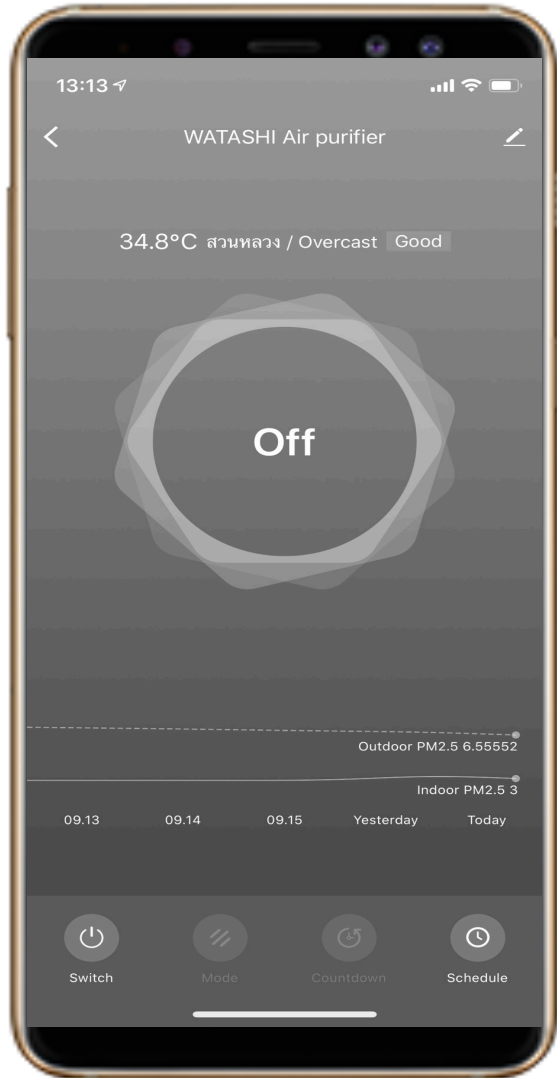 13:13
WATASHI Air purifier
34.8°C สวนหลวง / Overcast Good
Off
Outdoor PM2.5 6.55552
Indoor PM2.5 3
09.13 09.14 09.15 Yesterday Today
Switch Mode Countdown Schedule